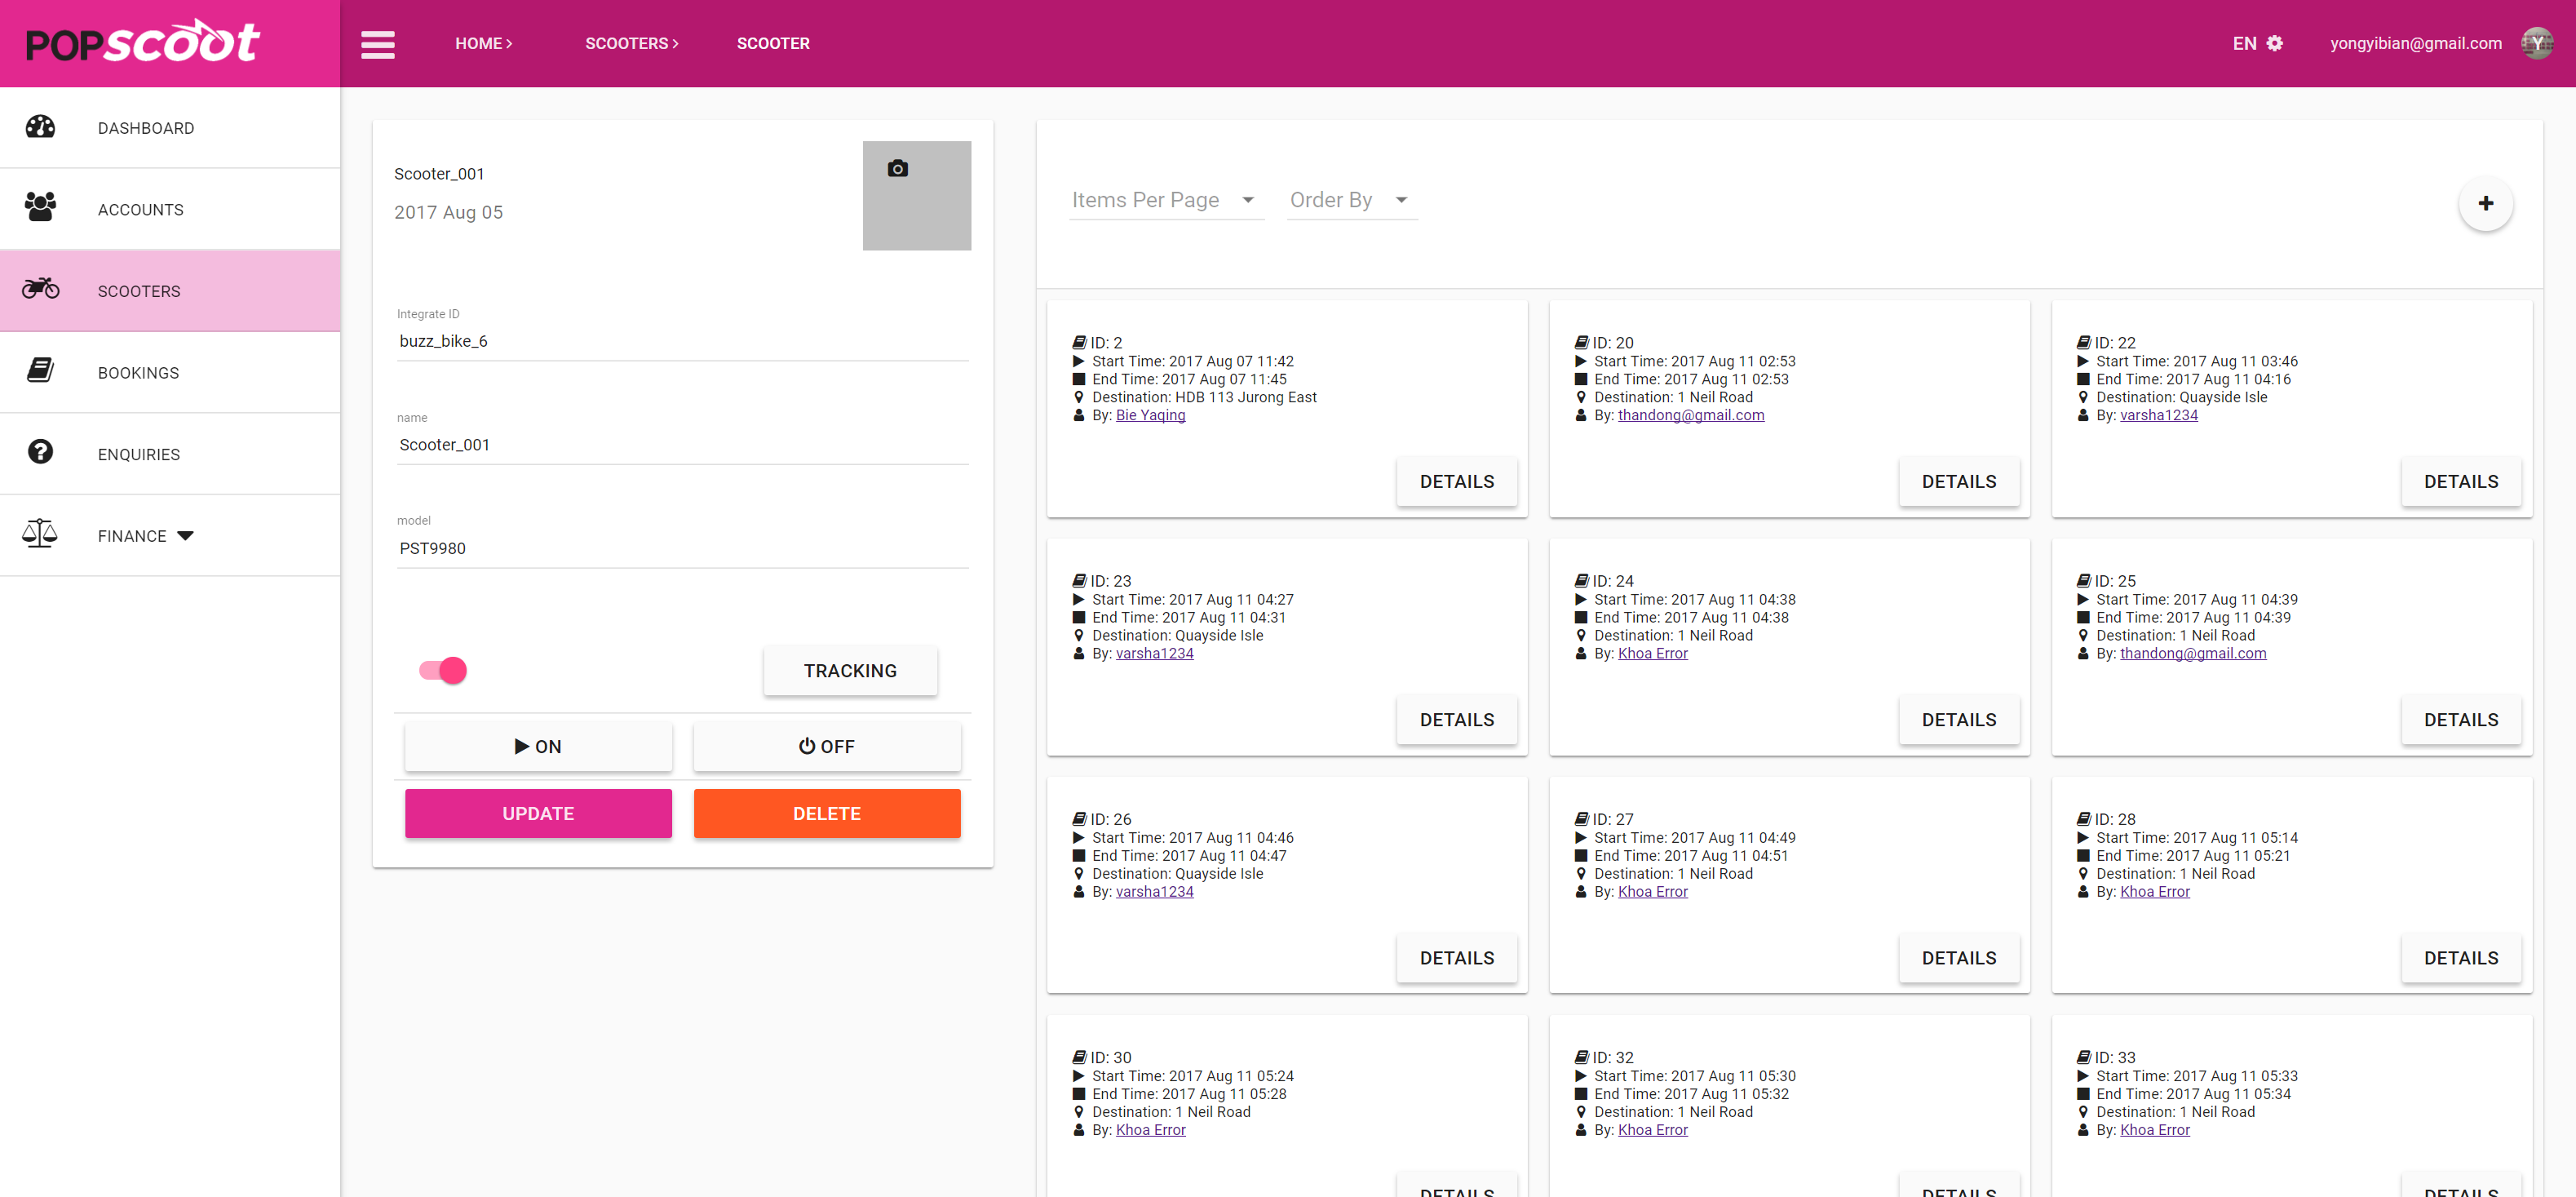 POPscoot
HOME
SCOOTERS
SCOOTER
EN
yongyibian@gmail.com
Y
DASHBOARD
ACCOUNTS
SCOOTERS
BOOKINGS
ENQUIRIES
FINANCE
Scooter_001
2017 Aug 05
Integrate ID
buzz_bike_6
name
Scooter_001
model
PST9980
TRACKING
ON
OFF
UPDATE
DELETE
Items Per Page
Order By
ID: 2
Start Time: 2017 Aug 07 11:42
End Time: 2017 Aug 07 11:45
Destination: HDB 113 Jurong East
By: Bie Yaqing
DETAILS
ID: 20
Start Time: 2017 Aug 11 02:53
End Time: 2017 Aug 11 02:53
Destination: 1 Neil Road
By: thandong@gmail.com
DETAILS
ID: 22
Start Time: 2017 Aug 11 03:46
End Time: 2017 Aug 11 04:16
Destination: Quayside Isle
By: varsha1234
DETAILS
ID: 23
Start Time: 2017 Aug 11 04:27
End Time: 2017 Aug 11 04:31
Destination: Quayside Isle
By: varsha1234
DETAILS
ID: 24
Start Time: 2017 Aug 11 04:38
End Time: 2017 Aug 11 04:38
Destination: 1 Neil Road
By: Khoa Error
DETAILS
ID: 25
Start Time: 2017 Aug 11 04:39
End Time: 2017 Aug 11 04:39
Destination: 1 Neil Road
By: thandong@gmail.com
DETAILS
ID: 26
Start Time: 2017 Aug 11 04:46
End Time: 2017 Aug 11 04:47
Destination: Quayside Isle
By: varsha1234
DETAILS
ID: 27
Start Time: 2017 Aug 11 04:49
End Time: 2017 Aug 11 04:51
Destination: 1 Neil Road
By: Khoa Error
DETAILS
ID: 28
Start Time: 2017 Aug 11 05:14
End Time: 2017 Aug 11 05:21
Destination: 1 Neil Road
By: Khoa Error
DETAILS
ID: 30
Start Time: 2017 Aug 11 05:24
End Time: 2017 Aug 11 05:28
Destination: 1 Neil Road
By: Khoa Error
DETAILS
ID: 32
Start Time: 2017 Aug 11 05:30
End Time: 2017 Aug 11 05:32
Destination: 1 Neil Road
By: Khoa Error
DETAILS
ID: 33
Start Time: 2017 Aug 11 05:33
End Time: 2017 Aug 11 05:34
Destination: 1 Neil Road
By: Khoa Error
DETAILS